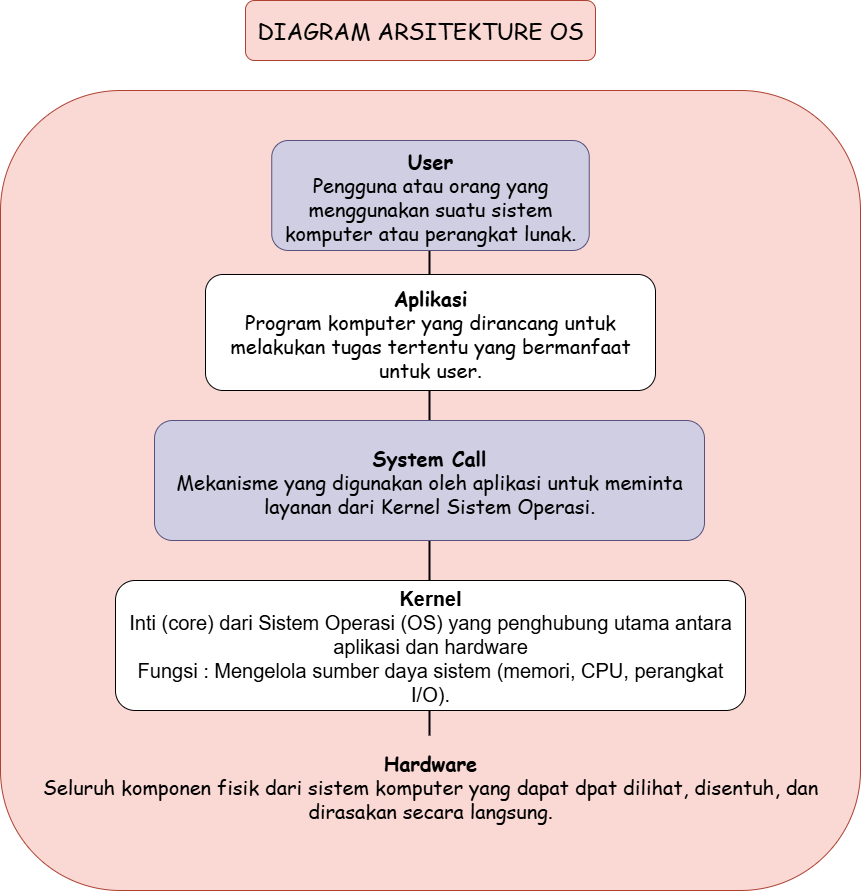 DIAGRAM ARSITEKTURE OS
User
Pengguna atau orang yang
menggunakan suatu sistem
komputer atau perangkat lunak.
Aplikasi
Program komputer yang dirancang untuk
melakukan tugas tertentu yang bermanfaat
untuk user.
System Call
Mekanisme yang digunakan oleh aplikasi untuk meminta
layanan dari Kernel Sistem Operasi.
Kernel
Inti (core) dari Sistem Operasi (OS) yang penghubung utama antara
aplikasi dan hardware
Fungsi : Mengelola sumber daya sistem (memori, CPU, perangkat
I/O).
Hardware
Seluruh komponen fisik dari sistem komputer yang dapat dpat dilihat, disentuh, dan
dirasakan secara langsung.